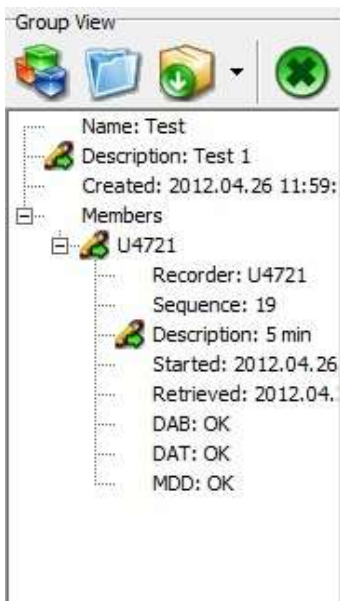 Group View
Name: Test
Description: Test 1
Created: 2012.04.26 11:59:
Members
U4721
Recorder: U4721
Sequence: 19
Description: 5 min
Started: 2012.04.26
Retrieved: 2012.04.
DAB: OK
DAT: OK
MDD: OK